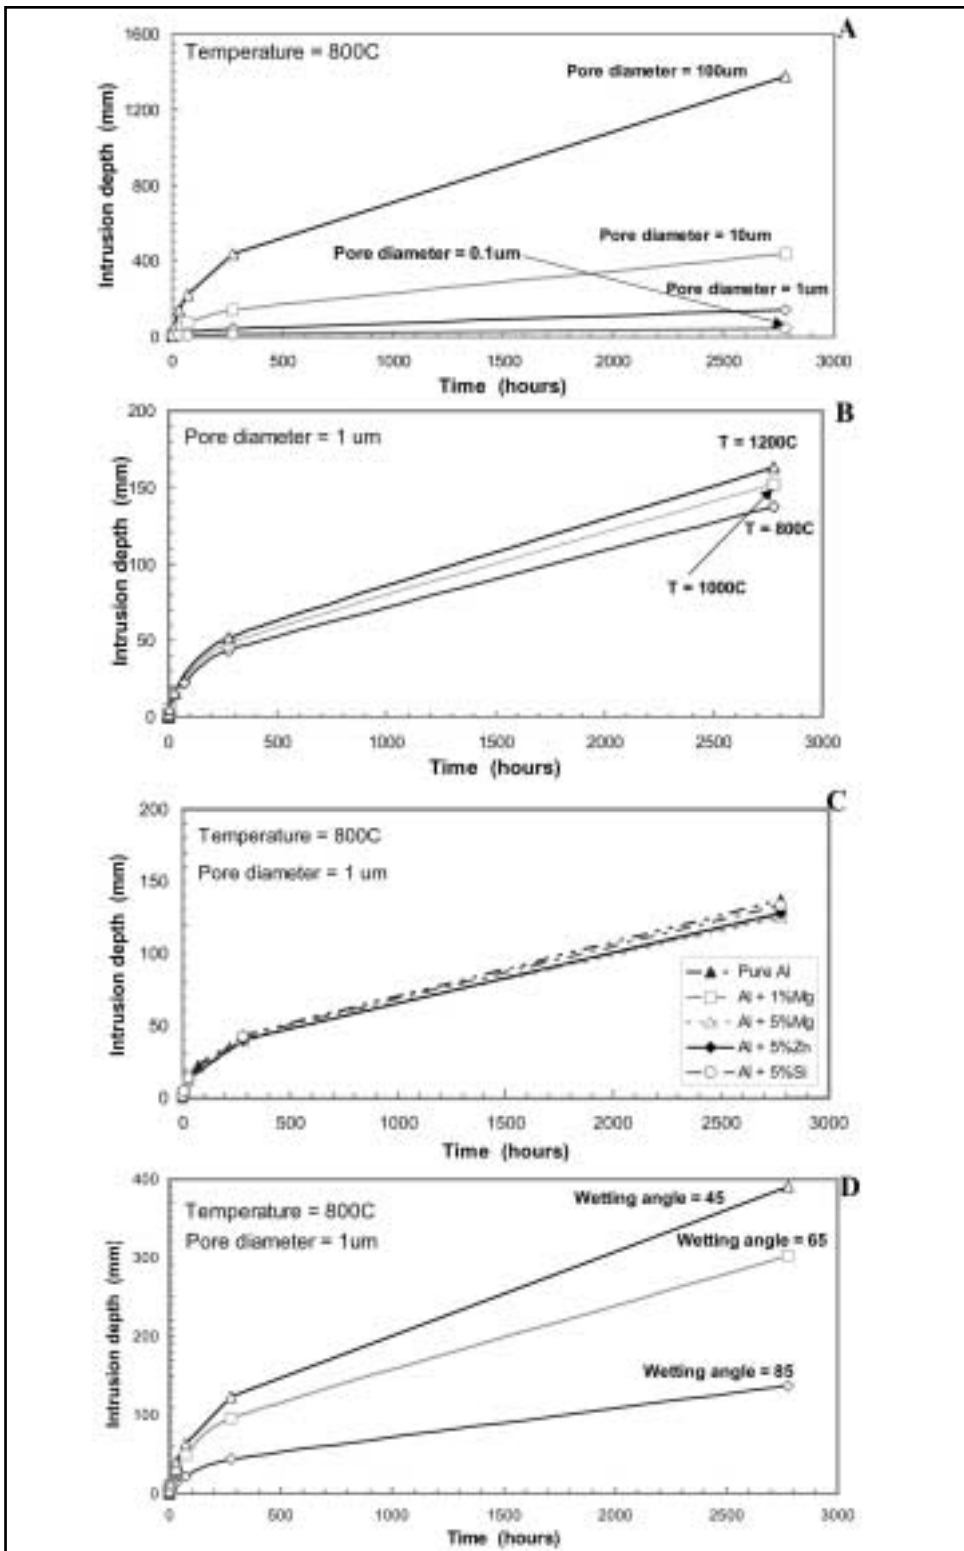 A
Temperature = 800C
Pore diameter = 100um
Pore diameter = 10um
Pore diameter = 0.1um
Pore diameter = 1um
Intrusion depth (mm)
1600
1200
800
400
0
0 500 1000 1500 2000 2500 3000
Time (hours)
B
Pore diameter = 1 um
T = 1200C
T = 800C
T = 1000C
Intrusion depth (mm)
200
150
100
50
0
0 500 1000 1500 2000 2500 3000
Time (hours)
C
Temperature = 800C
Pore diameter = 1 um
Intrusion depth (mm)
200
150
100
50
0
Pure Al
Al + 1%Mg
Al + 5%Mg
Al + 5%Zn
Al + 5%Si
0 500 1000 1500 2000 2500 3000
Time (hours)
D
Temperature = 800C
Pore diameter = 1um
Wetting angle = 45
Wetting angle = 65
Wetting angle = 85
Intrusion depth (mm)
400
300
200
100
0
0 500 1000 1500 2000 2500 3000
Time (hours)